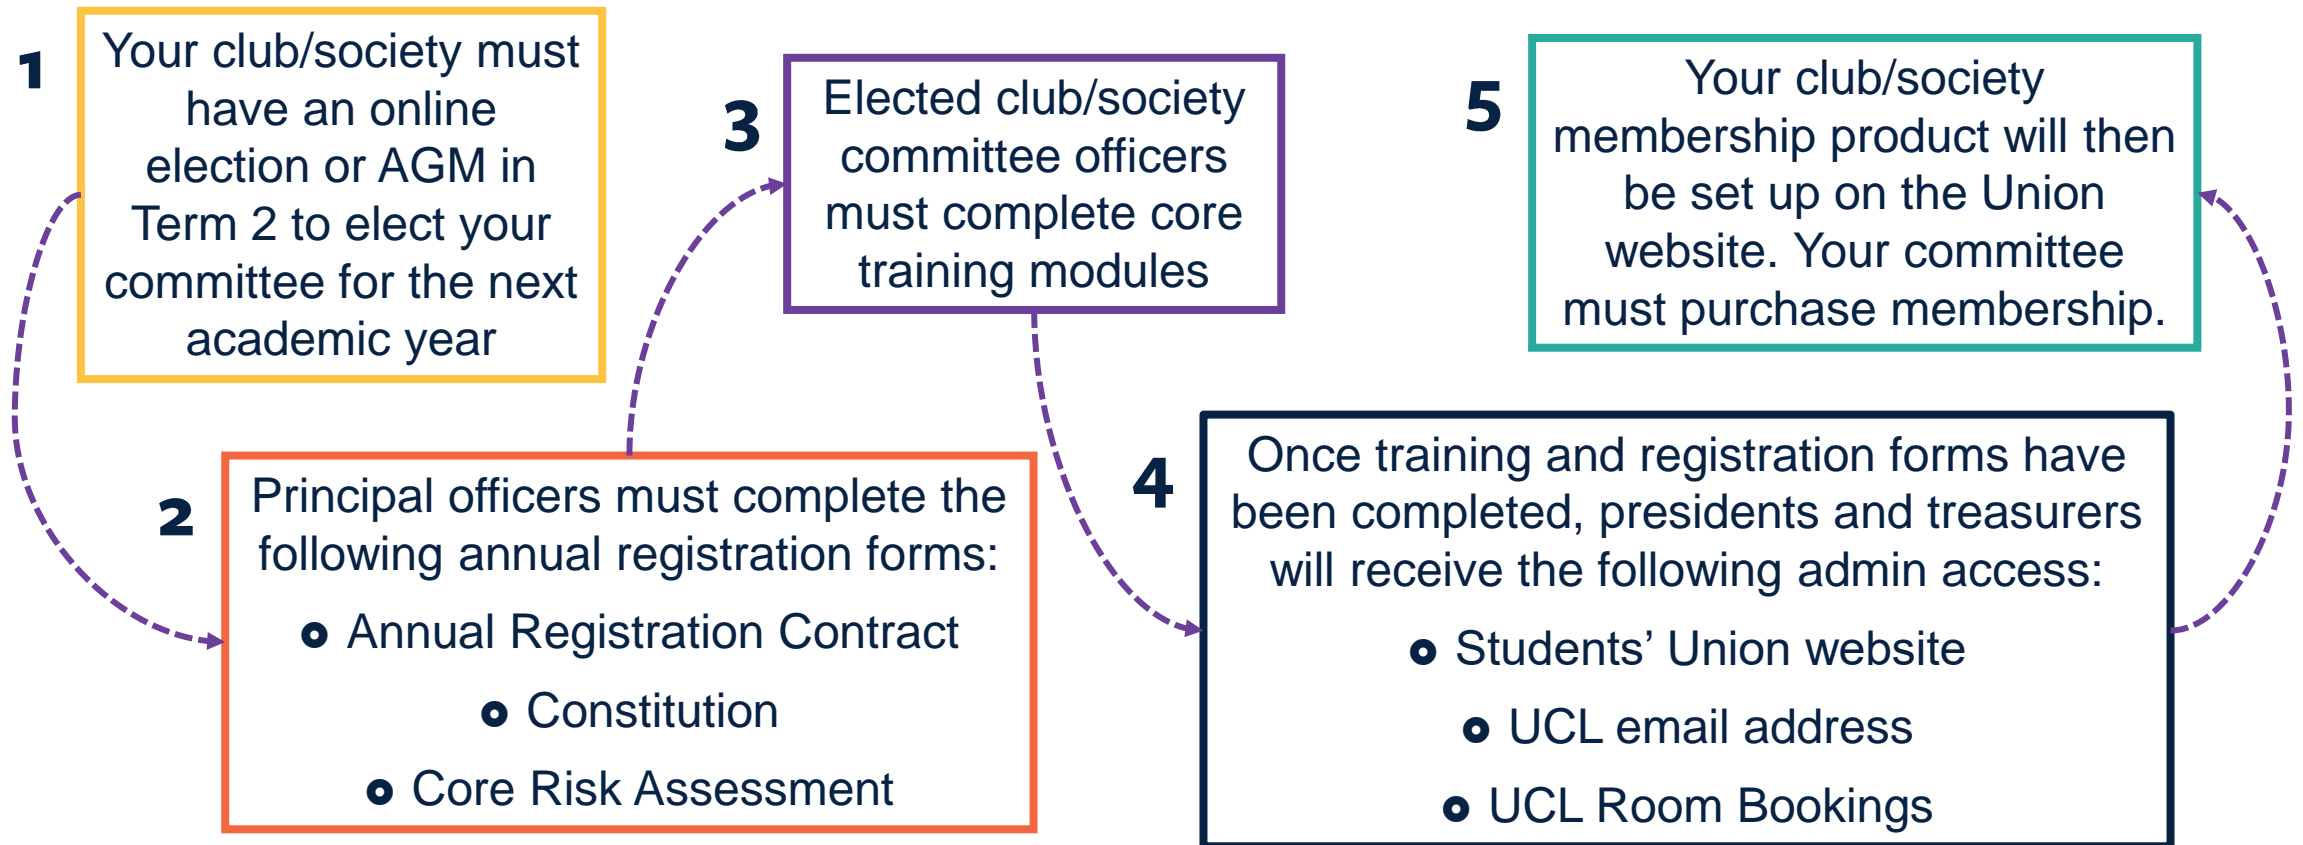 1
Your club/society must
have an online
election or AGM in
Term 2 to elect your
committee for the next
academic year
2
Principal officers must complete the
following annual registration forms:
Annual Registration Contract
Constitution
Core Risk Assessment
3
Elected club/society
committee officers
must complete core
training modules
4
Once training and registration forms have
been completed, presidents and treasurers
will receive the following admin access:
Students’ Union website
UCL email address
UCL Room Bookings
5
Your club/society
membership product will then
be set up on the Union
website. Your committee
must purchase membership.